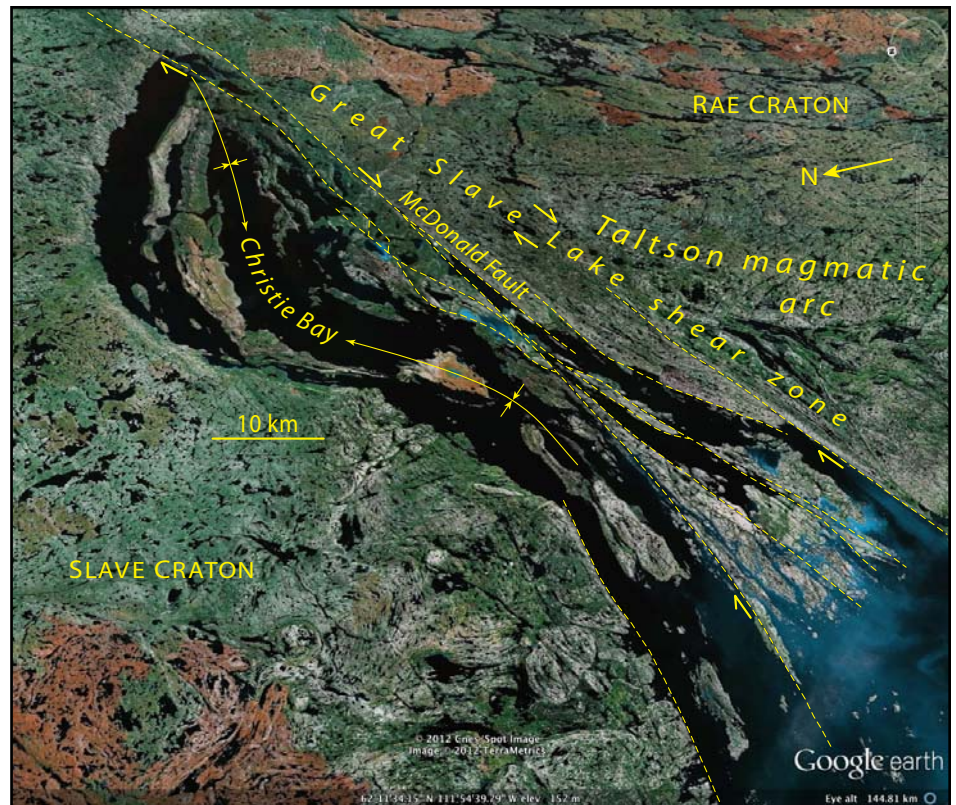 RAE CRATON
N
Great Slave Lake shear zone
McDonald Fault
Taltson magmatic
arc
Christie Bay
10 km
SLAVE CRATON
© 2012 Cnes/Spot Image
Image © 2012 TerraMetrics
Google earth
62°11'34.15" N 111°54'39.29" W elev 152 m
Eye alt 144.81 km